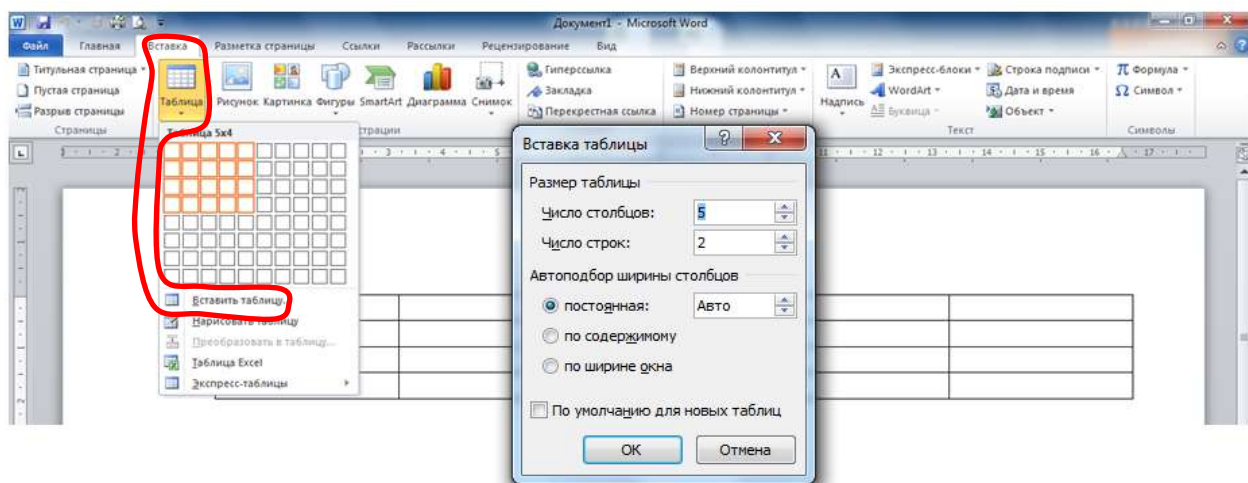 Документ1 - Microsoft Word
Файл Главная Вставка Разметка страницы Ссылки Рассылки Рецензирование Вид
Титульная страница
Пустая страница
Разрыв страницы
Страницы
Таблица
Рисунок Картинка Фигуры SmartArt Диаграмма Снимок
страции
Гиперссылка
Закладка
Перекрестная ссылка
Верхний колонтитул
Нижний колонтитул
Номер страницы
Надпись
Экспресс-блоки
WordArt
Буквица
Строка подписи
Дата и время
Объект
Текст
Формула
Символ
Символы
Таблица 5x4
Вставить таблицу...
Нарисовать таблицу
Преобразовать в таблицу...
Таблица Excel
Экспресс-таблицы
Вставка таблицы
Размер таблицы
Число столбцов: 5
Число строк: 2
Автоподбор ширины столбцов
постоянная: Авто
по содержимому
по ширине окна
По умолчанию для новых таблиц
ОК Отмена